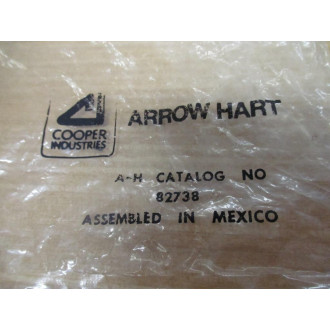 COOPER
INDUSTRIES
ARROW HART
A-H CATALOG NO
82738
ASSEMBLED IN MEXICO